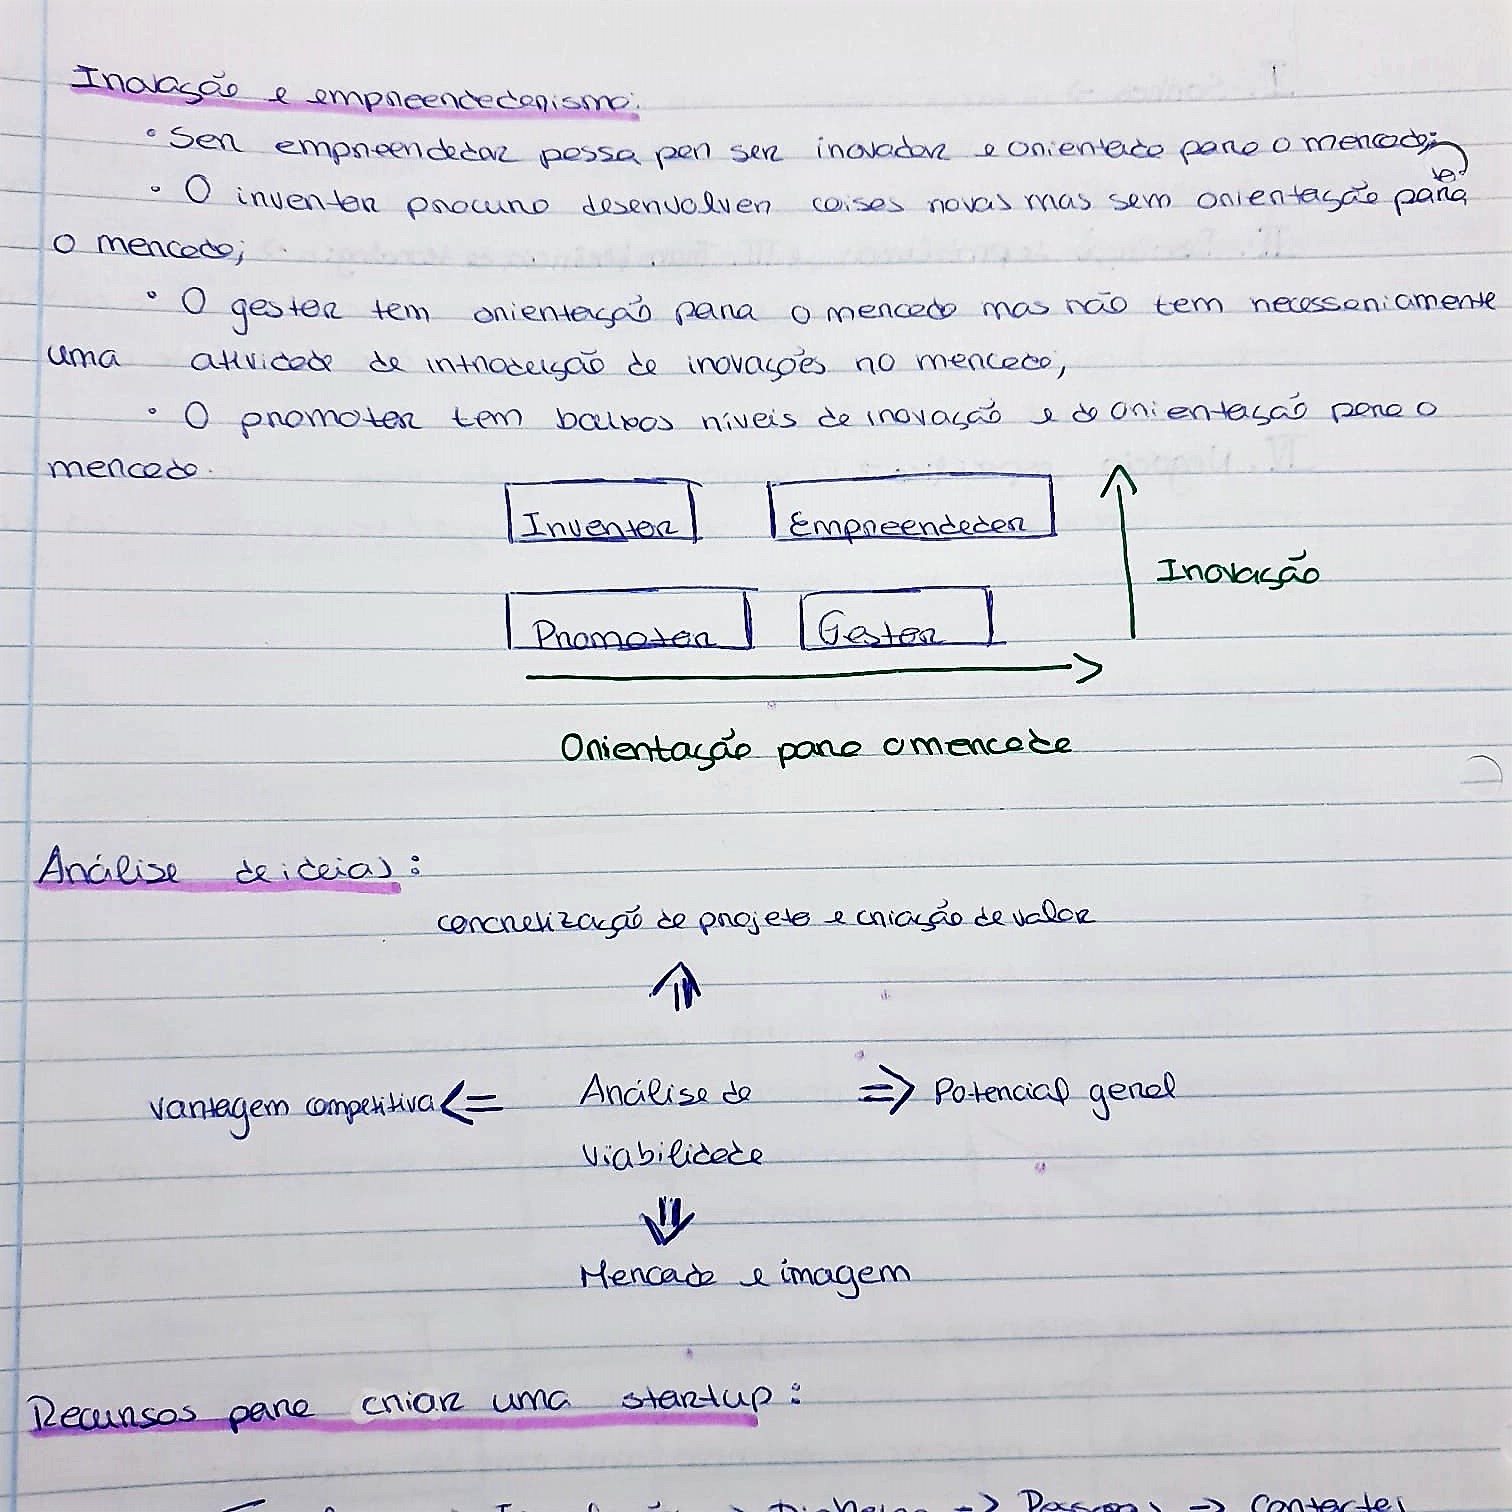 Inovação e empreendedorismo:
• Ser empreendedor passa por ser inovador e orientado para o mercado;
• O inventor procura desenvolver coisas novas mas sem orientação para
o mercado;
• O gestor tem orientação para o mercado mas não tem necessariamente
uma atividade de introdução de inovações no mercado;
• O promotor tem baixos níveis de inovação e de orientação para o
mercado.
Inventor Empreendedor
Inovação
Promotor Gestor
Orientação para o mercado
Análise de ideias:
concretização de projeto e criação de valor
⇑
vantagem competitiva <= Análise de => Potencial geral
viabilidade
⇓
Mercado e imagem
Recursos para criar uma startup:
-> Pessoas -> Contactos